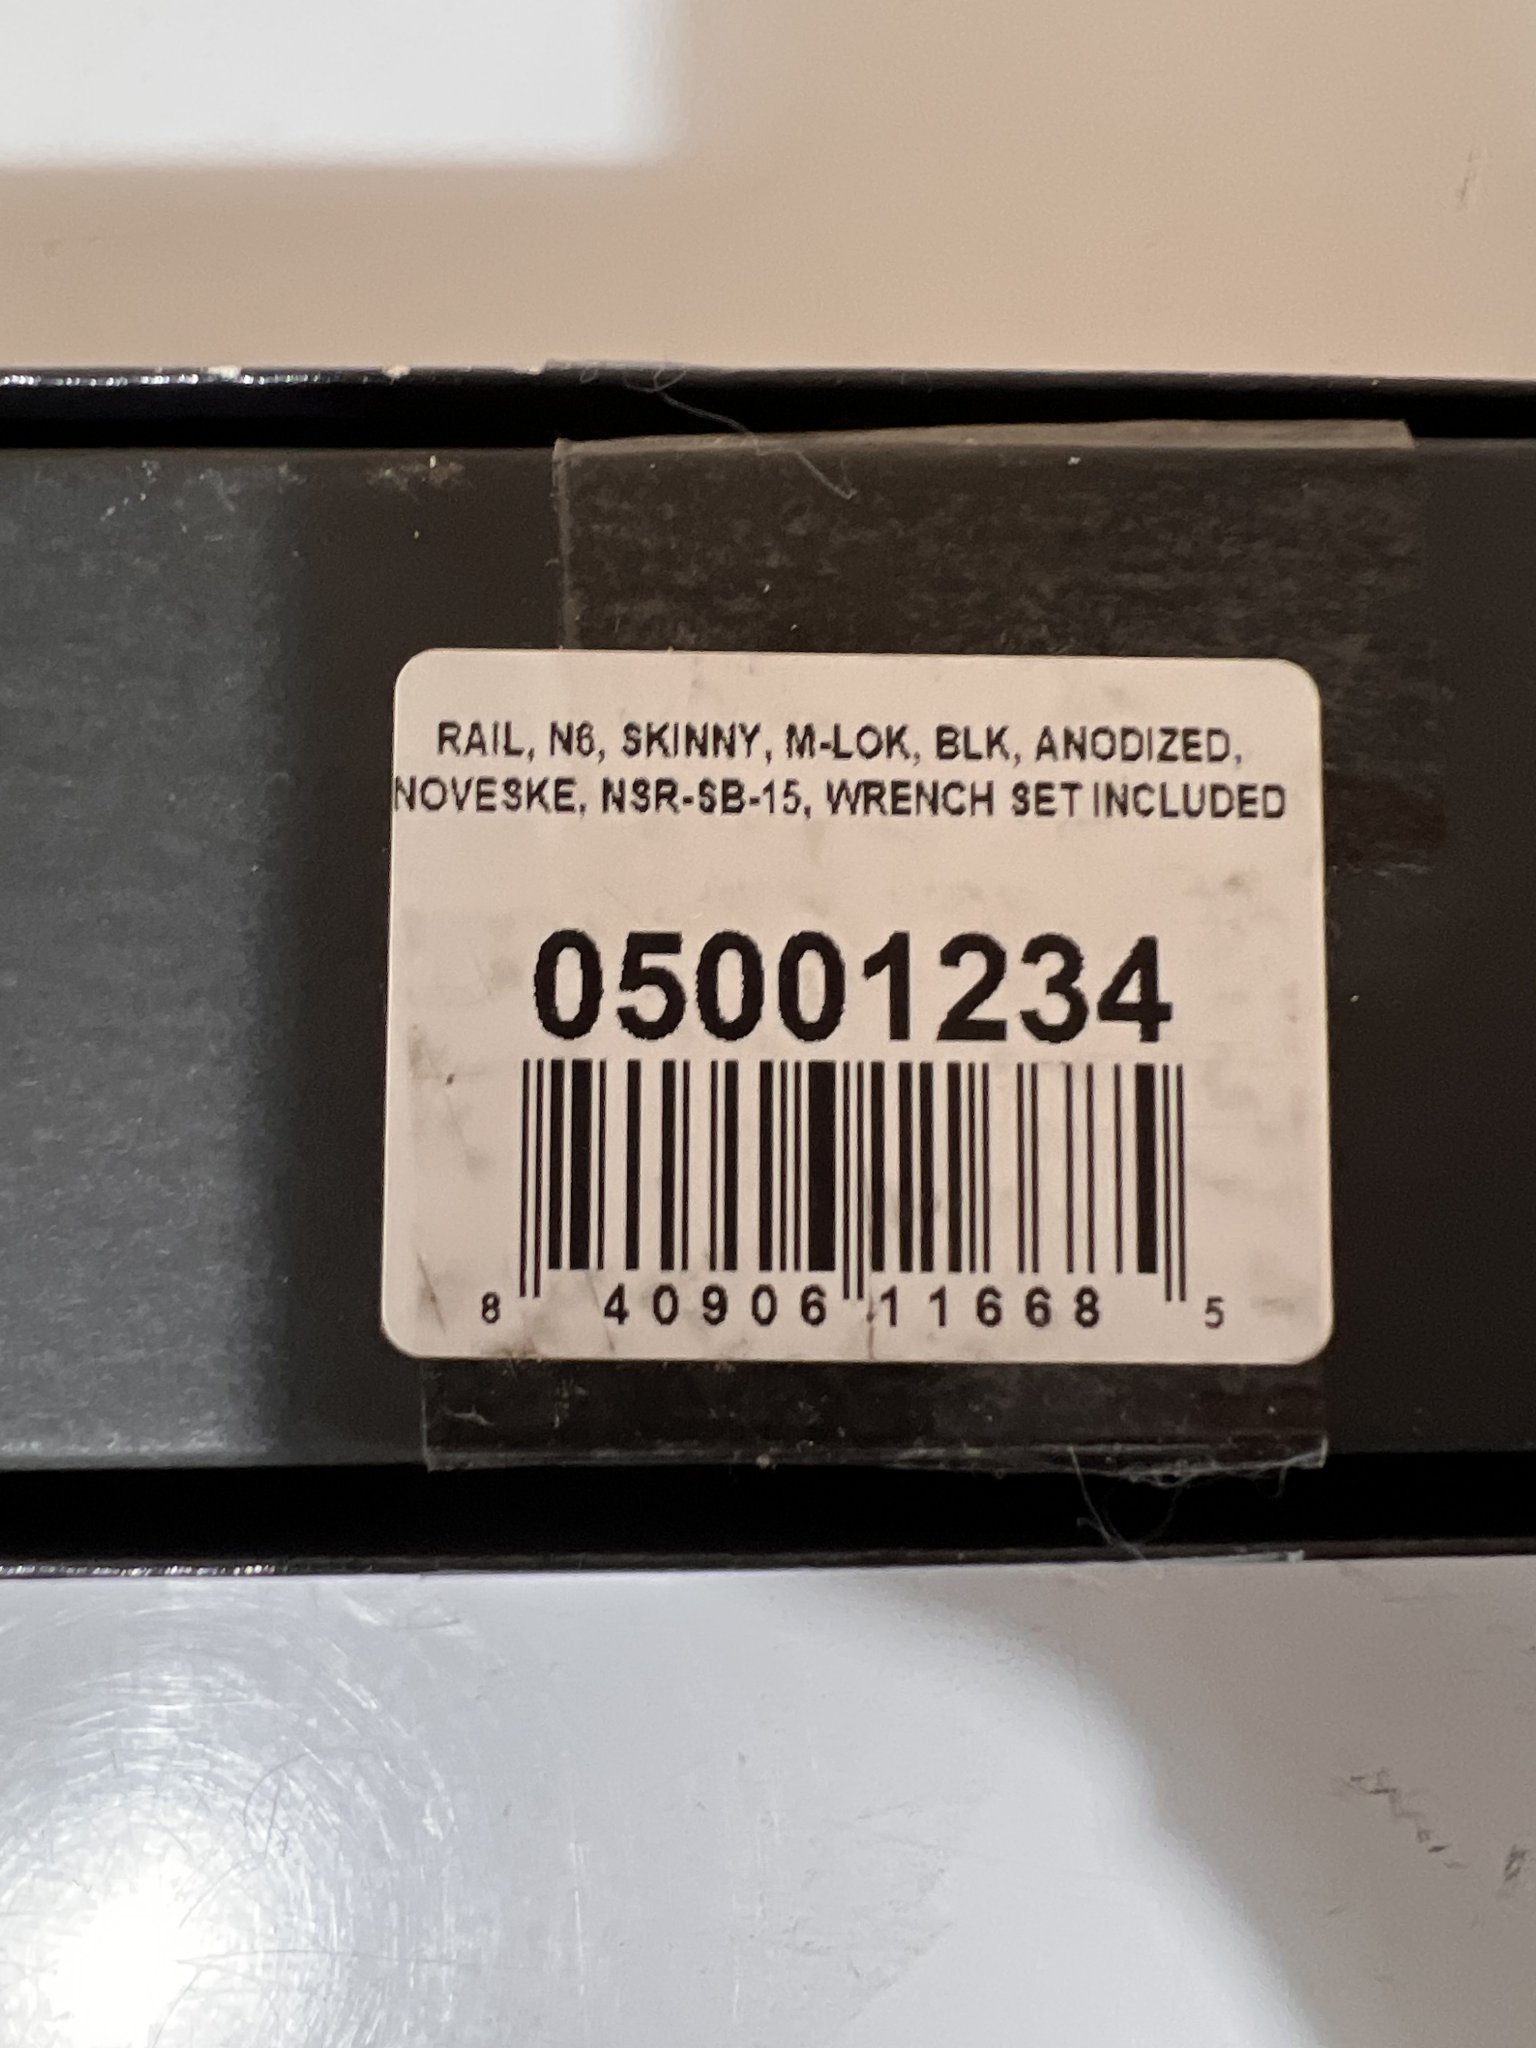 RAIL, N6, SKINNY, M-LOK, BLK, ANODIZED,
NOVESKE, NSR-SB-15, WRENCH SET INCLUDED
05001234
8 40906 11668 5